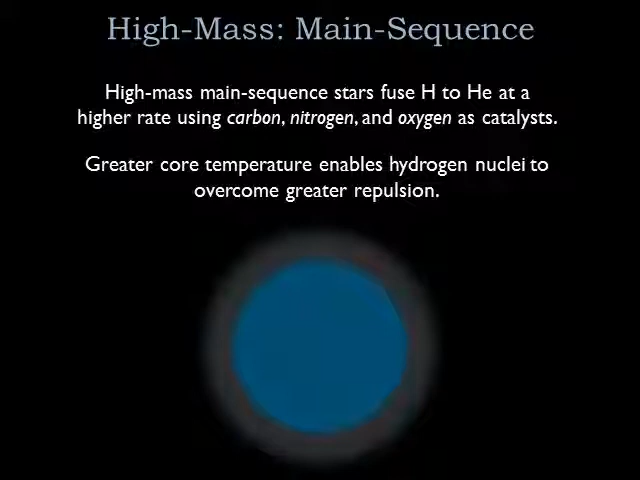 High-Mass: Main-Sequence
High-mass main-sequence stars fuse H to He at a
higher rate using carbon, nitrogen, and oxygen as catalysts.
Greater core temperature enables hydrogen nuclei to
overcome greater repulsion.